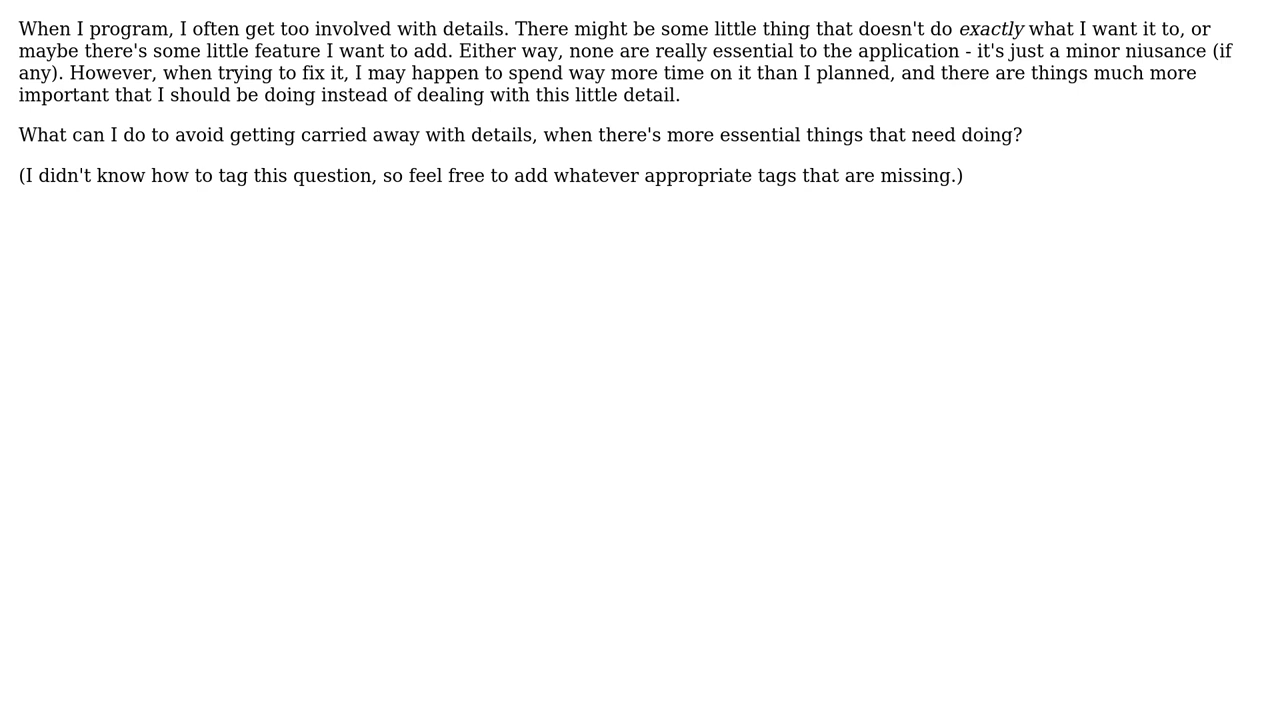 When I program, I often get too involved with details. There might be some little thing that doesn't do exactly what I want it to, or
maybe there's some little feature I want to add. Either way, none are really essential to the application - it's just a minor niusance (if
any). However, when trying to fix it, I may happen to spend way more time on it than I planned, and there are things much more
important that I should be doing instead of dealing with this little detail.
What can I do to avoid getting carried away with details, when there's more essential things that need doing?
(I didn't know how to tag this question, so feel free to add whatever appropriate tags that are missing.)